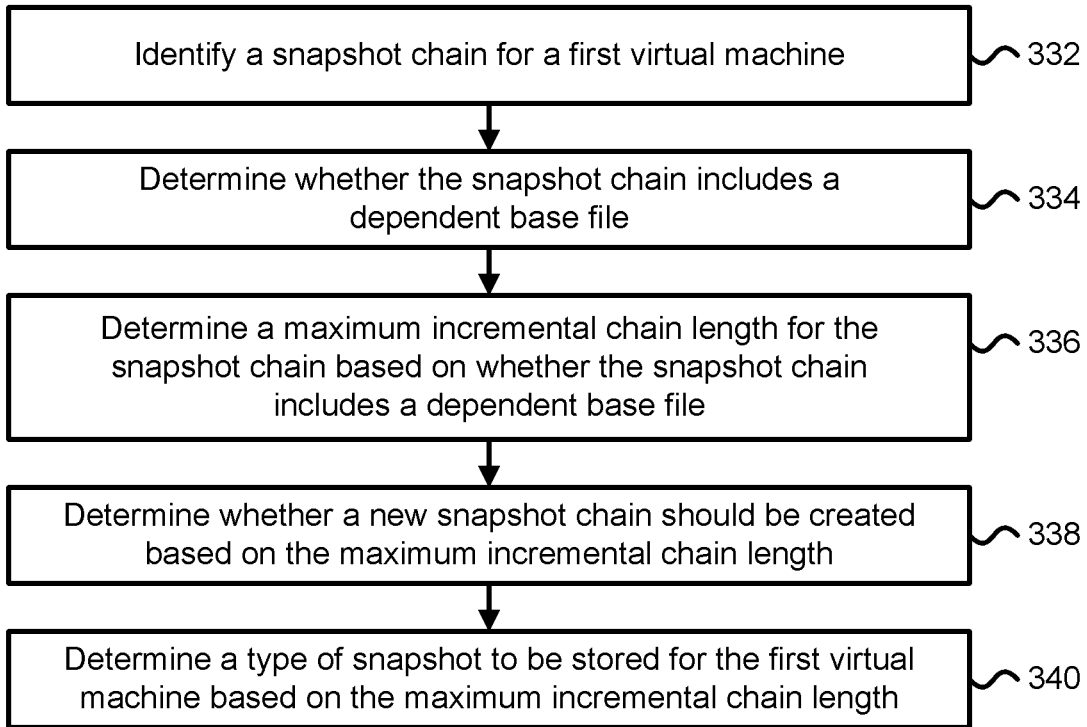 Identify a snapshot chain for a first virtual machine
332
Determine whether the snapshot chain includes a
dependent base file
334
Determine a maximum incremental chain length for the
snapshot chain based on whether the snapshot chain
includes a dependent base file
336
Determine whether a new snapshot chain should be created
based on the maximum incremental chain length
338
Determine a type of snapshot to be stored for the first virtual
machine based on the maximum incremental chain length
340